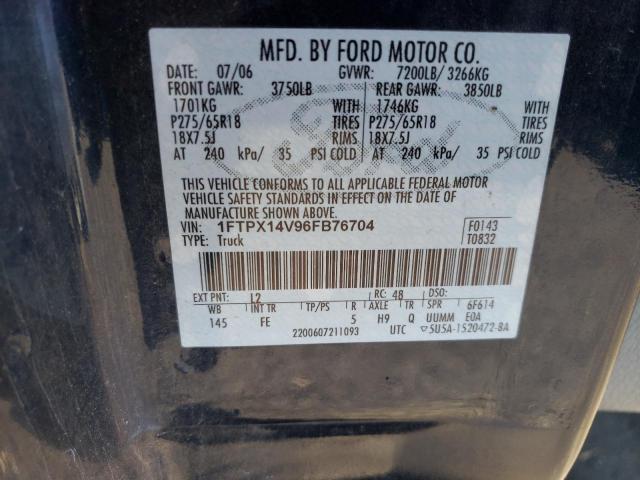 MFD. BY FORD MOTOR CO.
DATE: 07/06 GVWR: 7200LB/ 3266KG
FRONT GAWR: 3750LB REAR GAWR: 3850LB
1701KG WITH 1746KG WITH
P275/65R18 TIRES P275/65R18 TIRES
18X7.5J RIMS 18X7.5J RIMS
AT 240 kPa/ 35 PSI COLD AT 240 kPa/ 35 PSI COLD
THIS VEHICLE CONFORMS TO ALL APPLICABLE FEDERAL MOTOR
VEHICLE SAFETY STANDARDS IN EFFECT ON THE DATE OF
MANUFACTURE SHOWN ABOVE.
VIN: 1FTPX14V96FB76704 F0143
TYPE: Truck T0832
EXT PNT: L2 RC: 48 DSO:
WB INT TR TP/PS R AXLE TR SPR 6F614
145 FE 5 H9 Q UUMM E0A
2200607211093 UTC ▽5U5A-1520472-BA